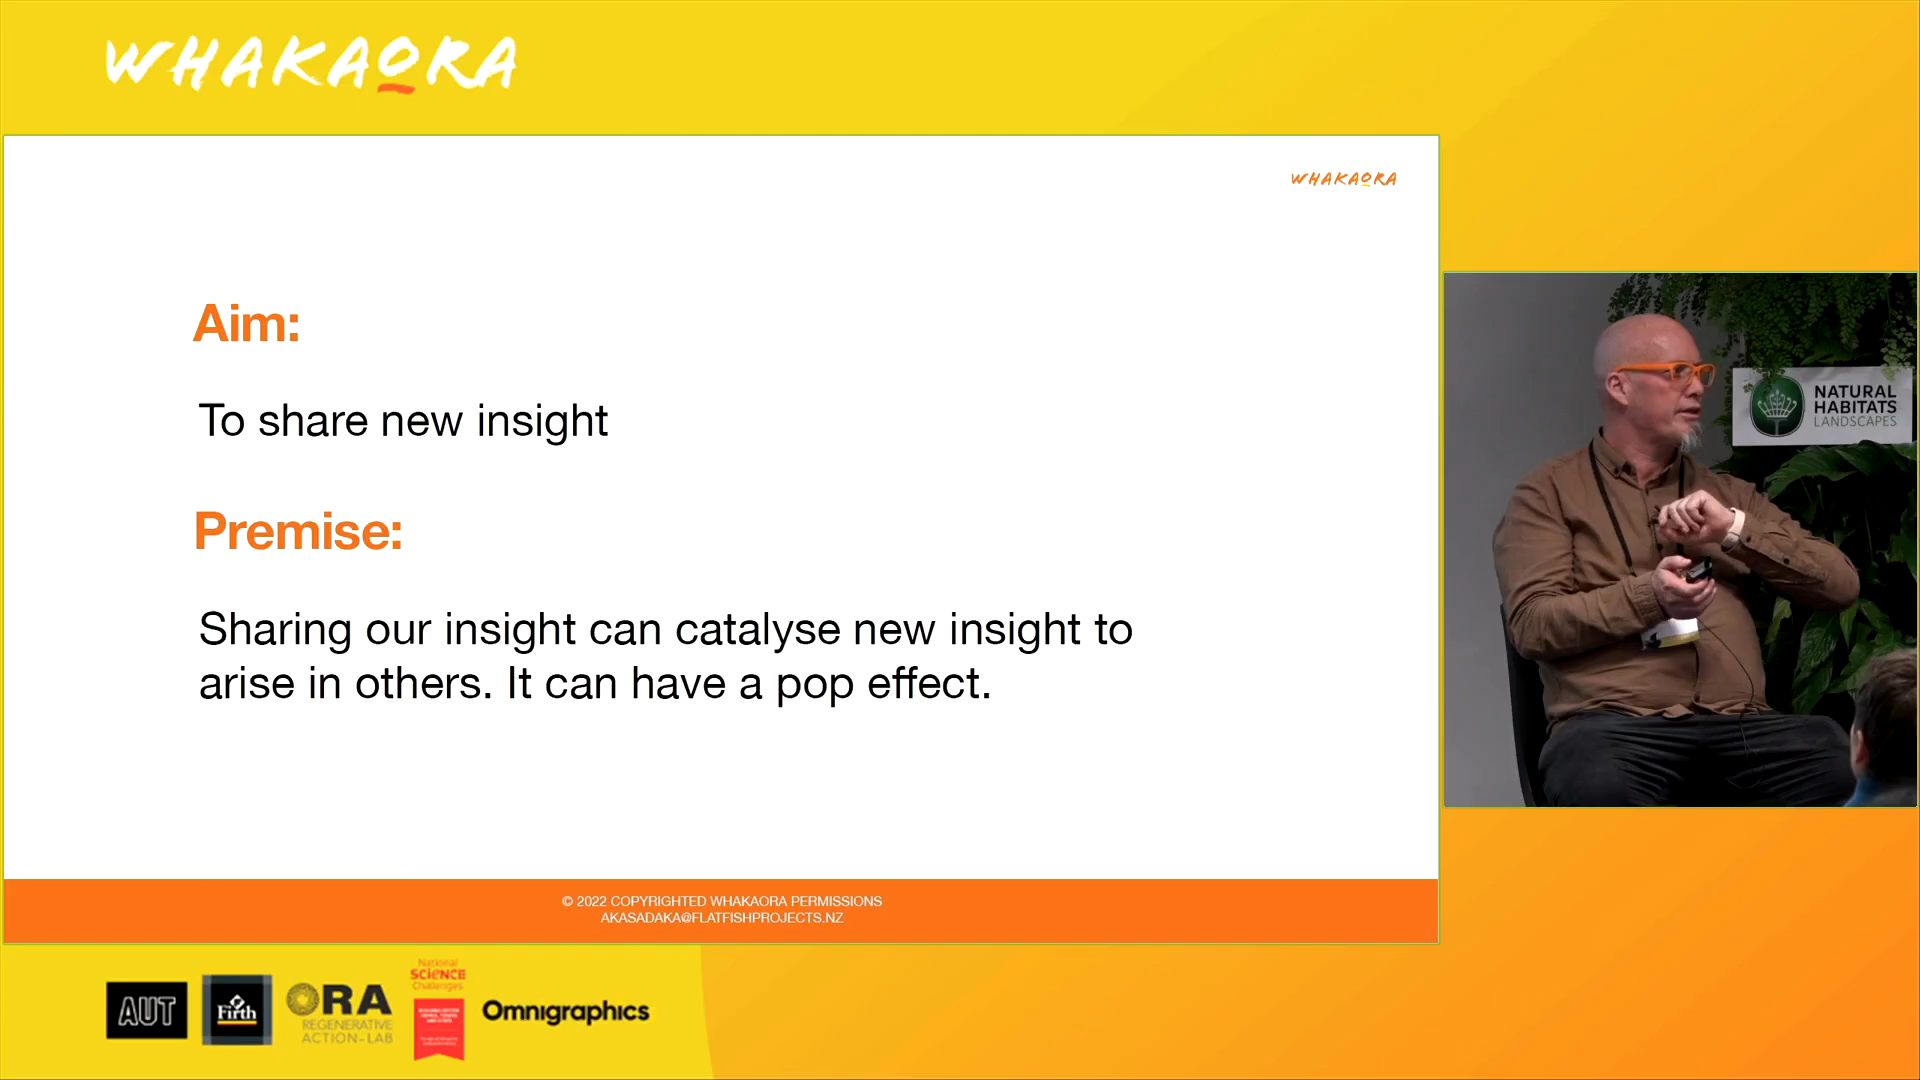 WHAKAORA
WHAKAORA
Aim:
To share new insight
Premise:
Sharing our insight can catalyse new insight to
arise in others. It can have a pop effect.
© 2022 COPYRIGHTED WHAKAORA PERMISSIONS
AKASADAKA@FLATFISHPROJECTS.NZ
NATURAL
HABITATS
LANDSCAPES
AUT
Firth
ORA
REGENERATIVE
ACTION-LAB
National
SCIENCE
Challenges
Omnigraphics